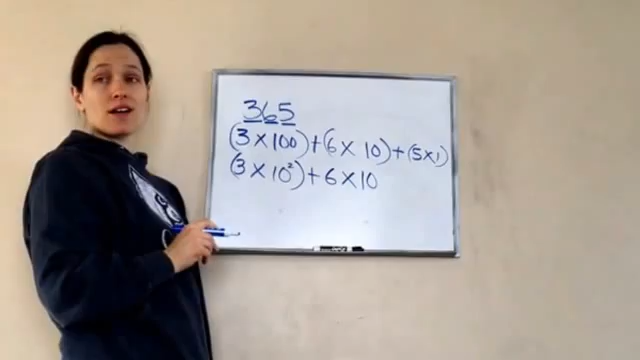 365
(3 × 100) + (6 × 10) + (5×1)
(3 × 10²) + 6 × 10